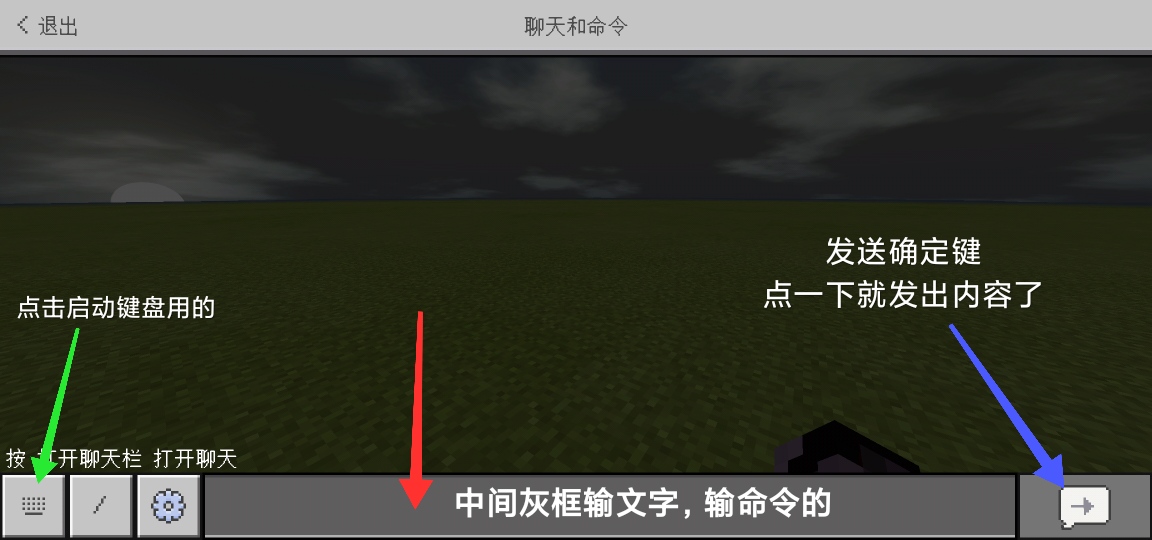 退出
聊天和命令
发送确定键
点一下就发出内容了
点击启动键盘用的
按 打开聊天栏 打开聊天
中间灰框输文字，输命令的
/